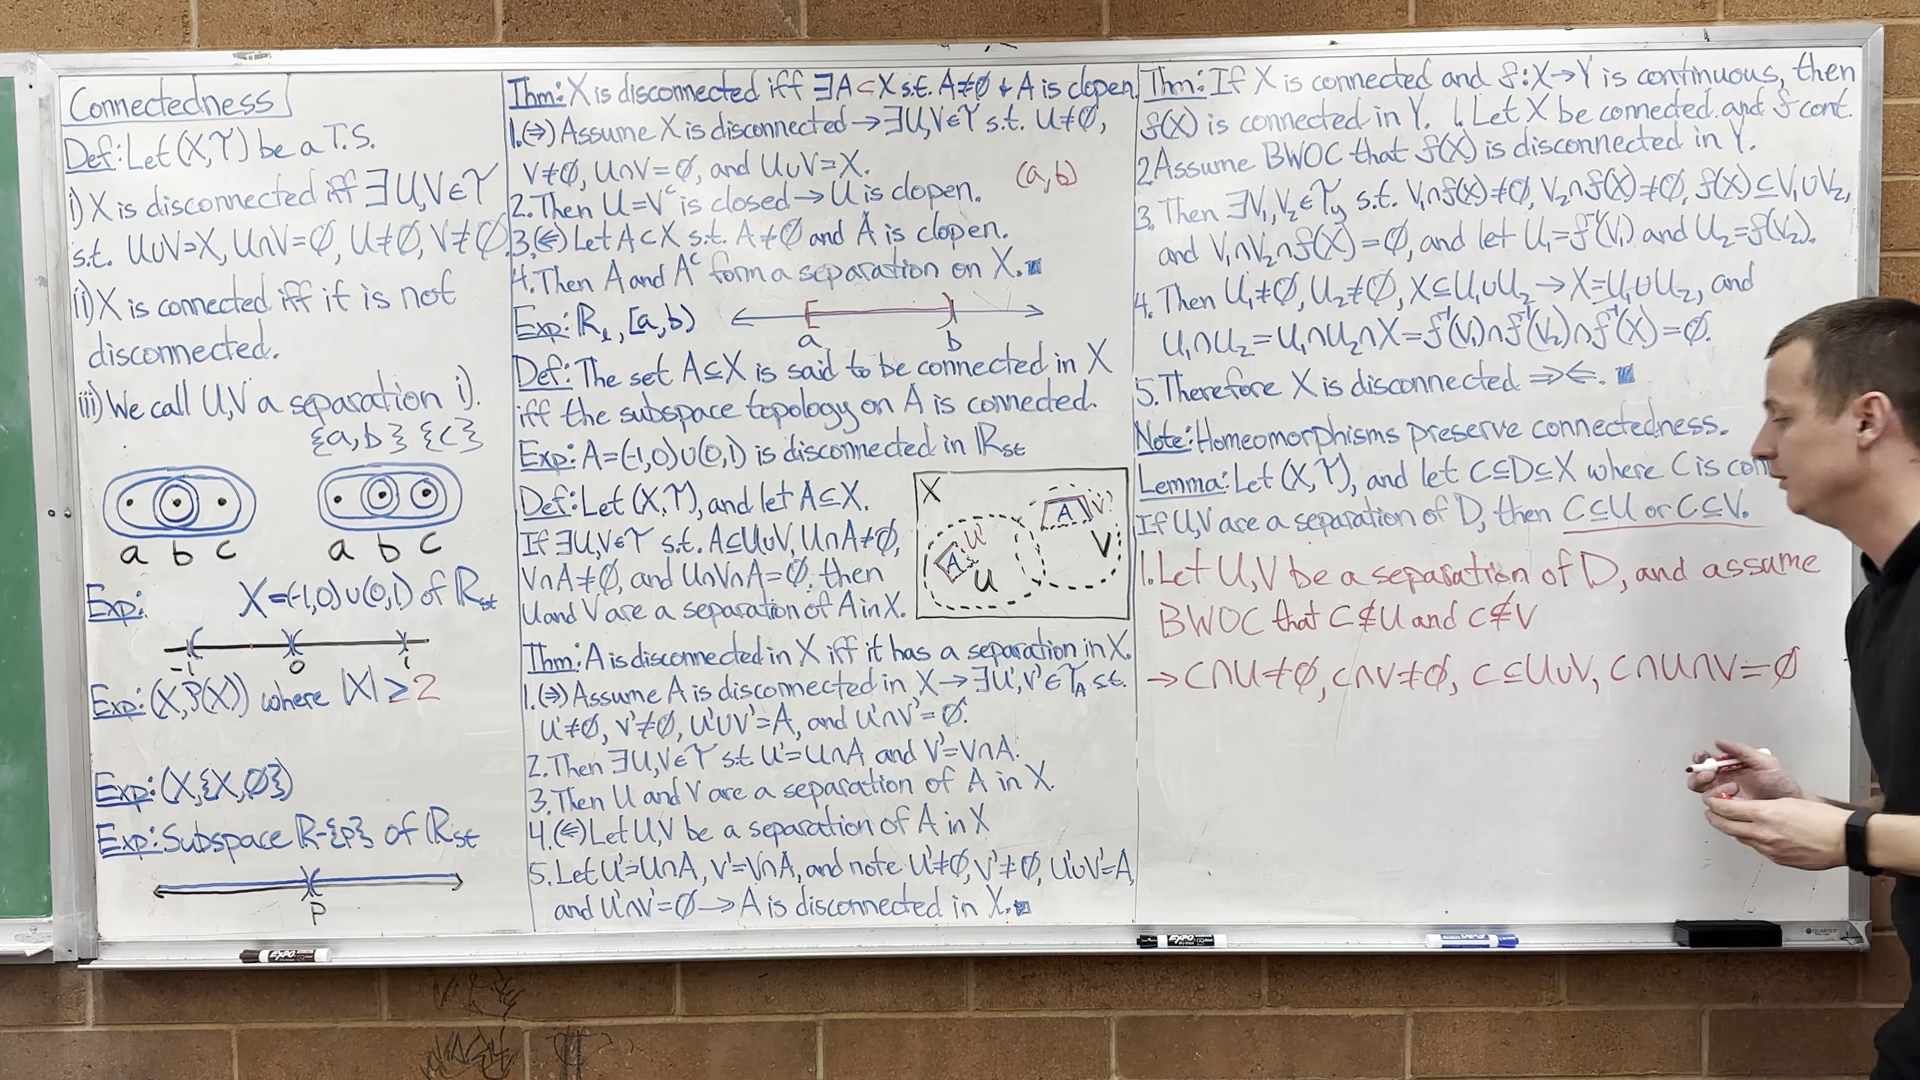 Connectedness
Def: Let (X,𝒯) be a T.S.
i) X is disconnected iff ∃U,V∈𝒯
s.t. U∪V=X, U∩V=∅, U≠∅, V≠∅.
ii) X is connected iff it is not
disconnected.
iii) We call U,V a separation i).
{a,b} {c}
a b c
a b c
Exp: X=(-1,0)∪(0,1) of ℝst
-1 0 1
Exp: (X,P(X)) where |X|≥2
Exp: (X,{X,∅})
Exp: Subspace ℝ-{p} of ℝst
P
Thm: X is disconnected iff ∃A⊂X s.t. A≠∅ + A is clopen.
1.(⇒) Assume X is disconnected→∃U,V∈𝒯 s.t. U≠∅,
V≠∅, U∩V=∅, and U∪V=X.
(a,b)
2. Then U=Vᶜ is closed→U is clopen.
3.(⇐) Let A⊂X s.t. A≠∅ and A is clopen.
4. Then A and Aᶜ form a separation on X.
Exp: ℝℓ, [a,b)
a b
Def: The set A⊆X is said to be connected in X
iff the subspace topology on A is connected.
Exp: A=(-1,0)∪(0,1) is disconnected in ℝst
Def: Let (X,𝒯), and let A⊆X.
If ∃U,V∈𝒯 s.t. A⊆U∪V, U∩A≠∅,
V∩A≠∅, and U∩V∩A=∅, then
U and V are a separation of A in X.
X
A U' U
A V' V
Thm: A is disconnected in X iff it has a separation in X.
1.(⇒) Assume A is disconnected in X→∃U',V'∈𝒯A s.t.
U'≠∅, V'≠∅, U'∪V'=A, and U'∩V'=∅.
2. Then ∃U,V∈𝒯 s.t. U'=U∩A and V'=V∩A.
3. Then U and V are a separation of A in X.
4.(⇐) Let U,V be a separation of A in X
5. Let U'=U∩A, V'=V∩A, and note U'≠∅, V'≠∅, U'∪V'=A,
and U'∩V'=∅→A is disconnected in X.
Thm: If X is connected and f:X→Y is continuous, then
f(X) is connected in Y. 1. Let X be connected and f cont.
2 Assume BWOC that f(X) is disconnected in Y.
3. Then ∃V₁,V₂∈𝒯y s.t. V₁∩f(X)≠∅, V₂∩f(X)≠∅, f(X)⊆V₁∪V₂,
and V₁∩V₂∩f(X)=∅, and let U₁=f⁻¹(V₁) and U₂=f⁻¹(V₂).
4. Then U₁≠∅, U₂≠∅, X⊆U₁∪U₂→X=U₁∪U₂, and
U₁∩U₂=U₁∩U₂∩X=f⁻¹(V₁)∩f⁻¹(V₂)∩f⁻¹(X)=∅.
5. Therefore X is disconnected ⇒⇐.
Note: Homeomorphisms preserve connectedness.
Lemma: Let (X,𝒯), and let C⊆D⊆X where C is con
If U,V are a separation of D, then C⊆U or C⊆V.
1. Let U,V be a separation of D, and assume
BWOC that C⊈U and C⊈V
→C∩U≠∅, C∩V≠∅, C⊆U∪V, C∩U∩V=∅
EXPO
EXPO